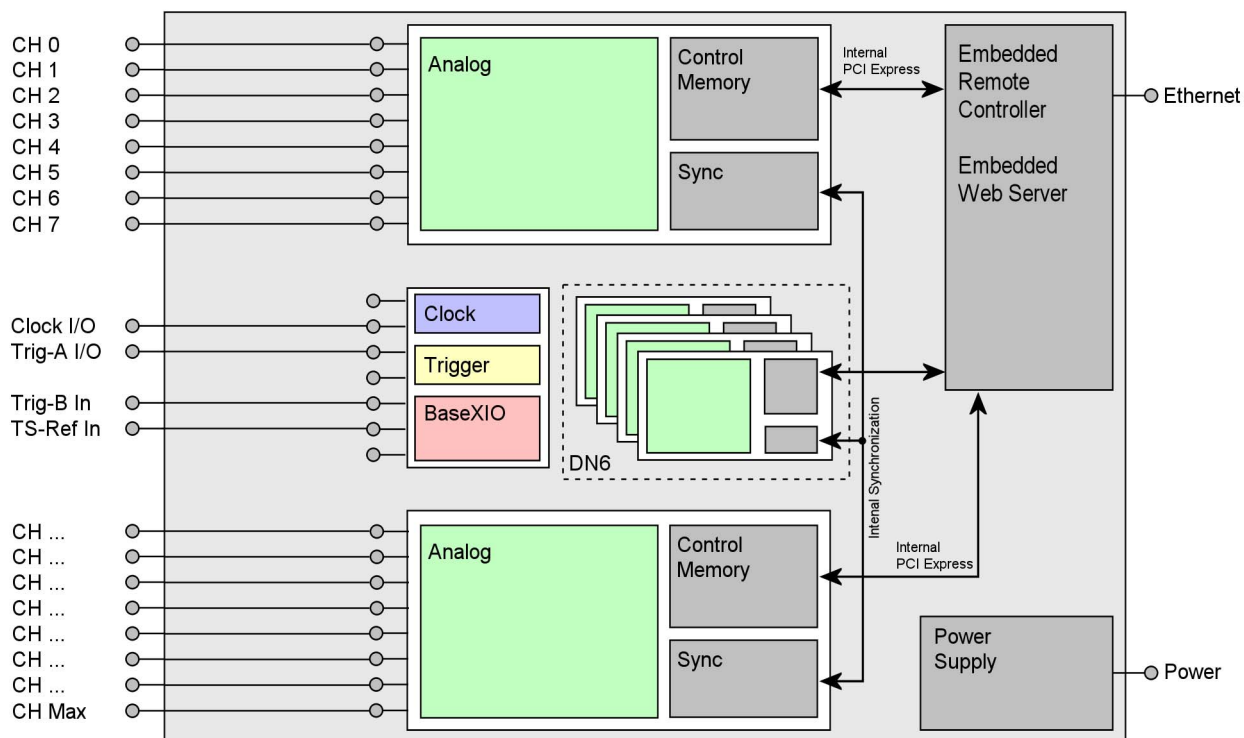 CH 0
CH 1
CH 2
CH 3
CH 4
CH 5
CH 6
CH 7
Analog
Control
Memory
Sync
Internal
PCI Express
Embedded
Remote
Controller
Embedded
Web Server
Ethernet
Clock I/O
Trig-A I/O
Trig-B In
TS-Ref In
Clock
Trigger
BaseXIO
DN6
Intenal Synchronization
CH ...
CH ...
CH ...
CH ...
CH ...
CH ...
CH ...
CH Max
Analog
Control
Memory
Sync
Internal
PCI Express
Power
Supply
Power